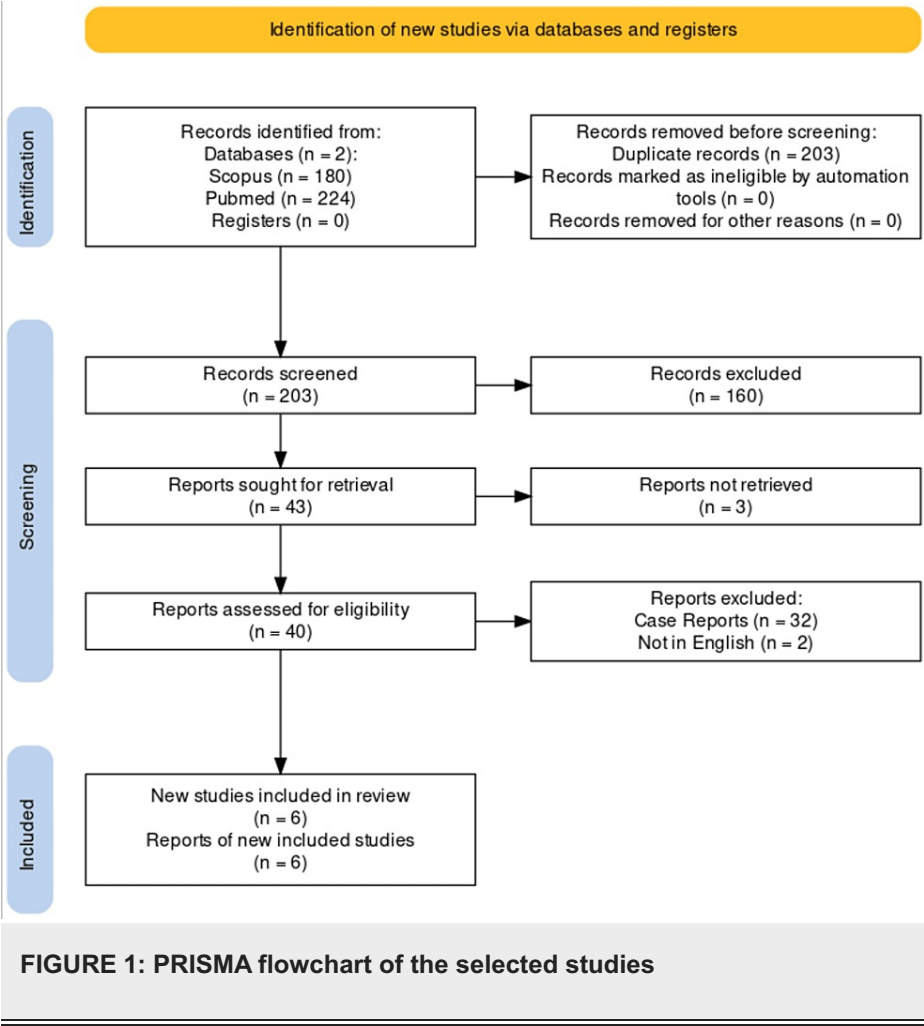 Identification of new studies via databases and registers
Identification
Records identified from:
Databases (n = 2):
Scopus (n = 180)
Pubmed (n = 224)
Registers (n = 0)
Records removed before screening:
Duplicate records (n = 203)
Records marked as ineligible by automation
tools (n = 0)
Records removed for other reasons (n = 0)
Screening
Records screened
(n = 203)
Records excluded
(n = 160)
Reports sought for retrieval
(n = 43)
Reports not retrieved
(n = 3)
Reports assessed for eligibility
(n = 40)
Reports excluded:
Case Reports (n = 32)
Not in English (n = 2)
Included
New studies included in review
(n = 6)
Reports of new included studies
(n = 6)
FIGURE 1: PRISMA flowchart of the selected studies